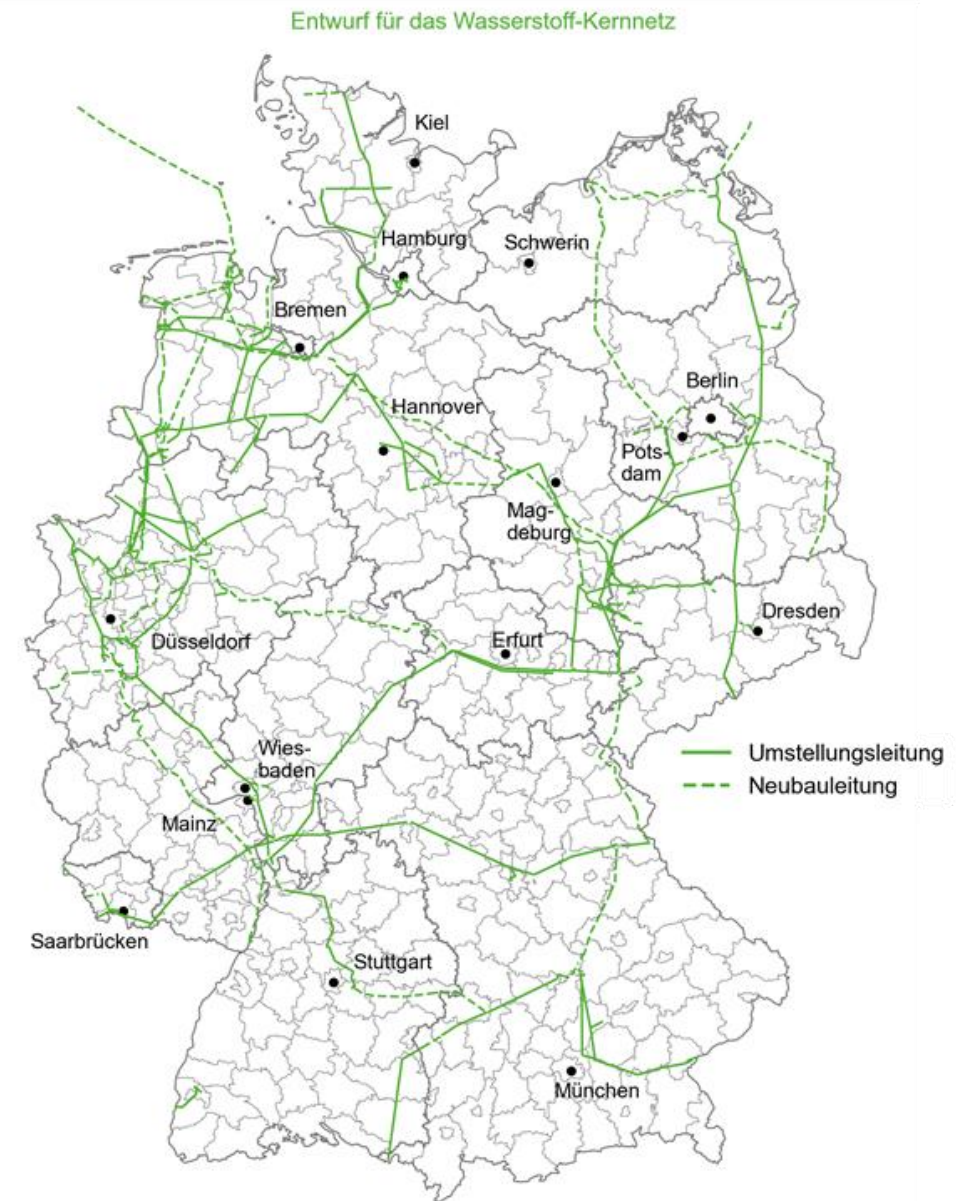 Entwurf für das Wasserstoff-Kernnetz
Kiel
Hamburg
Schwerin
Bremen
Berlin
Hannover
Pots-
dam
Mag-
deburg
Dresden
Düsseldorf
Erfurt
Wies-
baden
Umstellungsleitung
Neubauleitung
Mainz
Saarbrücken
Stuttgart
München